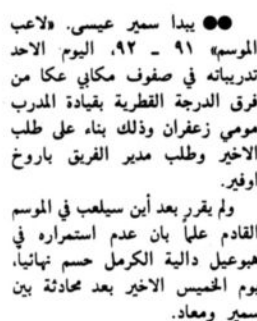 ●● يبدأ سمير عيسى. «لاعب
الموسم» ٩١ - ٩٢، اليوم الاحد
تدريباته في صفوف مكابي عكا من
فرق الدرجة القطرية بقيادة المدرب
مومي زعفران وذلك بناء على طلب
الاخير وطلب مدير الفريق باروخ
اوفير.
ولم يقرر بعد أين سيلعب في الموسم
القادم علماً بان عدم استمراره في
هبوعيل دالية الكرمل حسم نهائياً،
يوم الخميس الاخير بعد محادثة بين
سمير ومعاد.